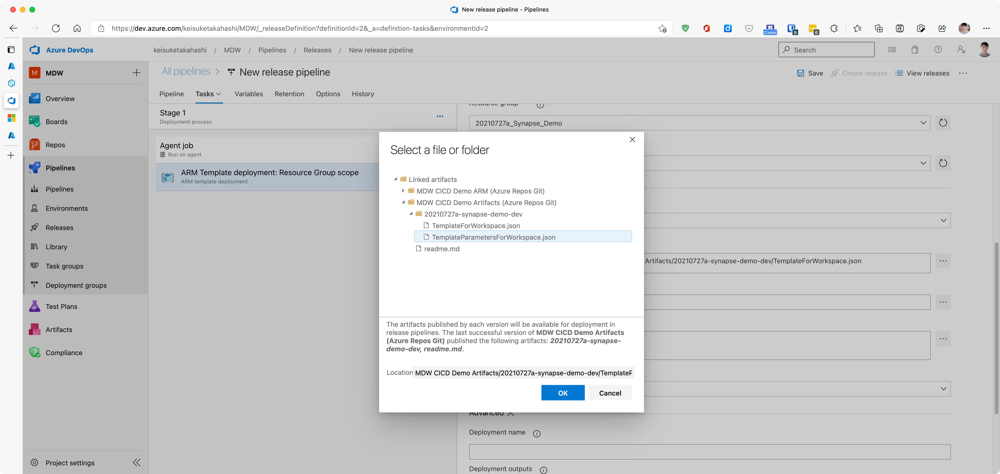 New release pipeline - Pipelines
https://dev.azure.com/keisuketakahashi/MDW/_releaseDefinition?definitionId=2&_a=definition-tasks&environmentId=2
Comn
9
6
Azure DevOps
keisuketakahashi / MDW / Pipelines / Releases / New release pipeline
Search
M MDW
All pipelines > New release pipeline
Save
Create release
View releases
Pipeline
Tasks
Variables
Retention
Options
History
Overview
Boards
Repos
Pipelines
Pipelines
Environments
Releases
Library
Task groups
Deployment groups
Test Plans
Artifacts
Compliance
Project settings
Stage 1
Deployment process
Agent job
Run on agent
ARM Template deployment: Resource Group scope
ARM template deployment
Resource group
20210727a_Synapse_Demo
Artifacts/20210727a-synapse-demo-dev/TemplateForWorkspace.json
Select a file or folder
Linked artifacts
MDW CICD Demo ARM (Azure Repos Git)
MDW CICD Demo Artifacts (Azure Repos Git)
20210727a-synapse-demo-dev
TemplateForWorkspace.json
TemplateParametersForWorkspace.json
readme.md
The artifacts published by each version will be available for deployment in
release pipelines. The last successful version of MDW CICD Demo Artifacts
(Azure Repos Git) published the following artifacts: 20210727a-synapse-
demo-dev, readme.md.
Location MDW CICD Demo Artifacts/20210727a-synapse-demo-dev/TemplateP
OK
Cancel
Advanced
Deployment name
Deployment outputs